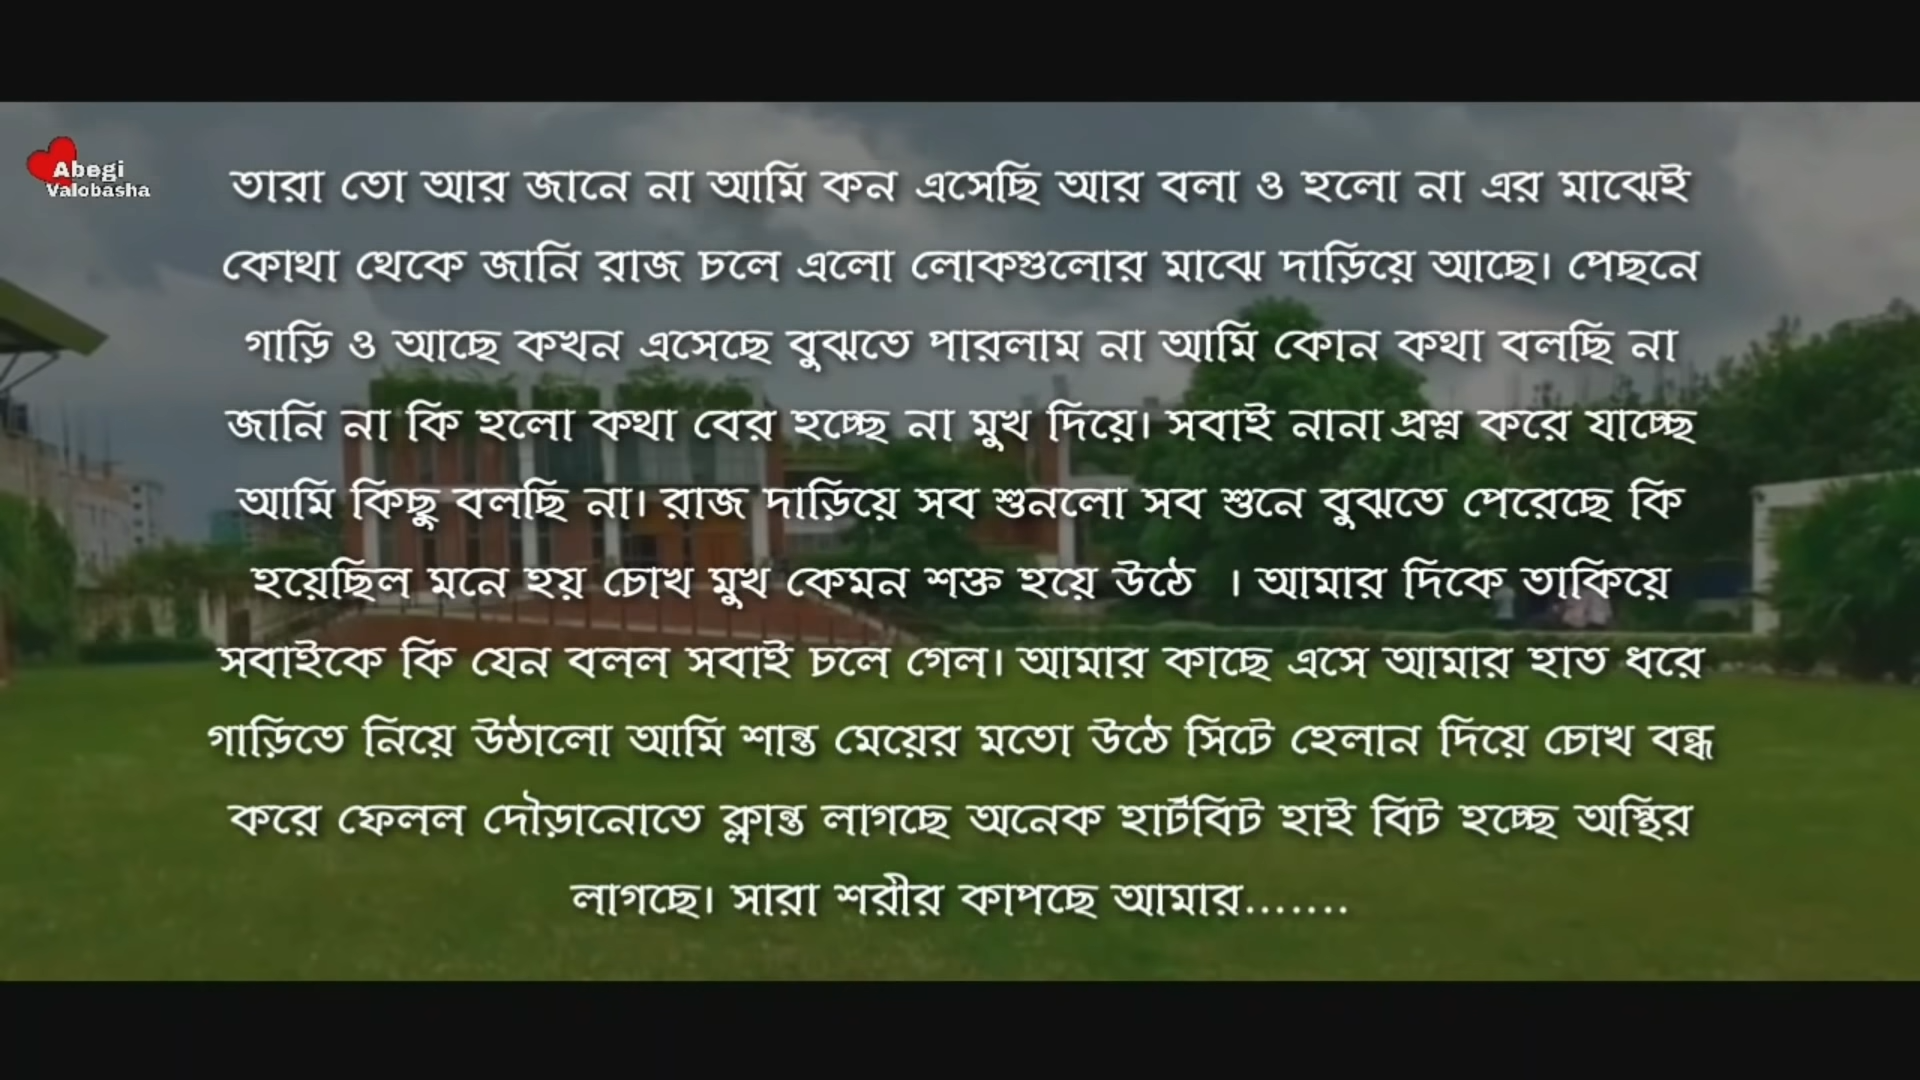 Abegi
Valobasha
তারা তো আর জানে না আমি কন এসেছি আর বলা ও হলো না এর মাঝেই
কোথা থেকে জানি রাজ চলে এলো লোকগুলোর মাঝে দাড়িয়ে আছে। পেছনে
গাড়ি ও আছে কখন এসেছে বুঝতে পারলাম না আমি কোন কথা বলছি না
জানি না কি হলো কথা বের হচ্ছে না মুখ দিয়ে। সবাই নানা প্রশ্ন করে যাচ্ছে
আমি কিছু বলছি না। রাজ দাড়িয়ে সব শুনলো সব শুনে বুঝতে পেরেছে কি
হয়েছিল মনে হয় চোখ মুখ কেমন শক্ত হয়ে উঠে । আমার দিকে তাকিয়ে
সবাইকে কি যেন বলল সবাই চলে গেল। আমার কাছে এসে আমার হাত ধরে
গাড়িতে নিয়ে উঠালো আমি শান্ত মেয়ের মতো উঠে সিটে হেলান দিয়ে চোখ বন্ধ
করে ফেলল দৌড়ানোতে ক্লান্ত লাগছে অনেক হার্টবিট হাই বিট হচ্ছে অস্থির
লাগছে। সারা শরীর কাপছে আমার.......